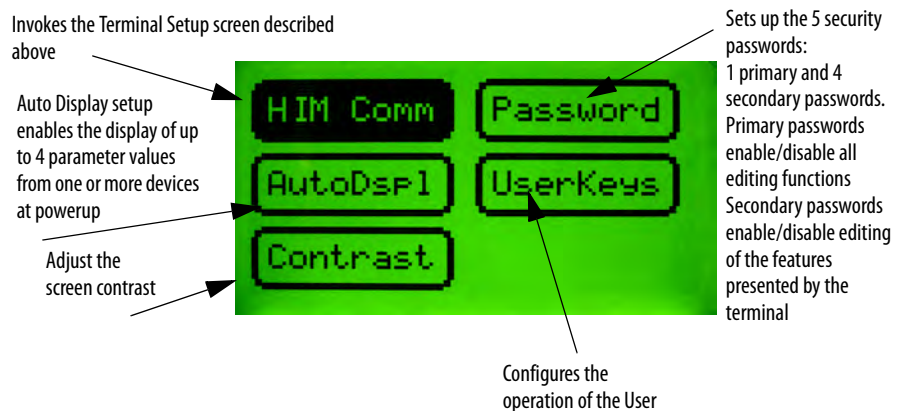 Invokes the Terminal Setup screen described
above
Auto Display setup
enables the display of up
to 4 parameter values
from one or more devices
at powerup
Adjust the
screen contrast
HIM Comm
Password
AutoDspl
UserKeys
Contrast
Sets up the 5 security
passwords:
1 primary and 4
secondary passwords.
Primary passwords
enable/disable all
editing functions
Secondary passwords
enable/disable editing
of the features
presented by the
terminal
Configures the
operation of the User